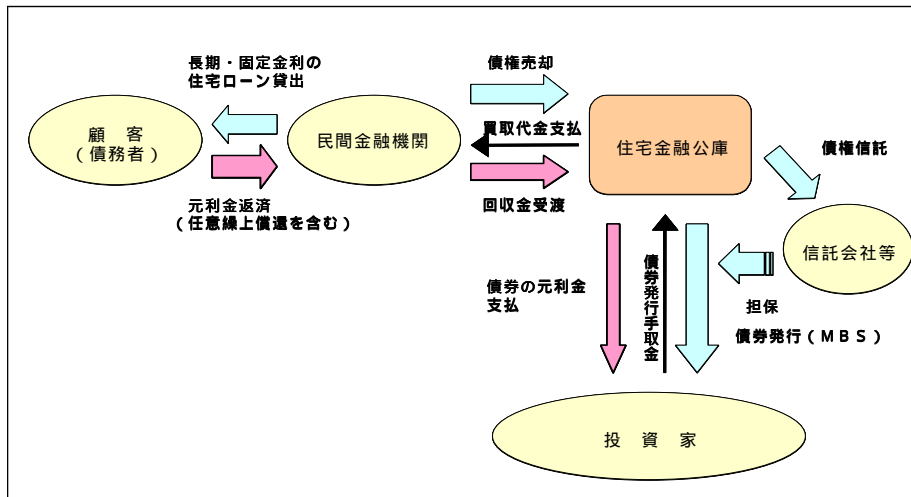 長期・固定金利の
住宅ローン貸出
債権売却
顧 客
(債務者)
民間金融機関
買取代金支払
住宅金融公庫
債権信託
元利金返済
(任意繰上償還を含む)
回収金受渡
信託会社等
債券の元利金
支払
債券発行手取金
担保
債券発行(MBS)
投 資 家